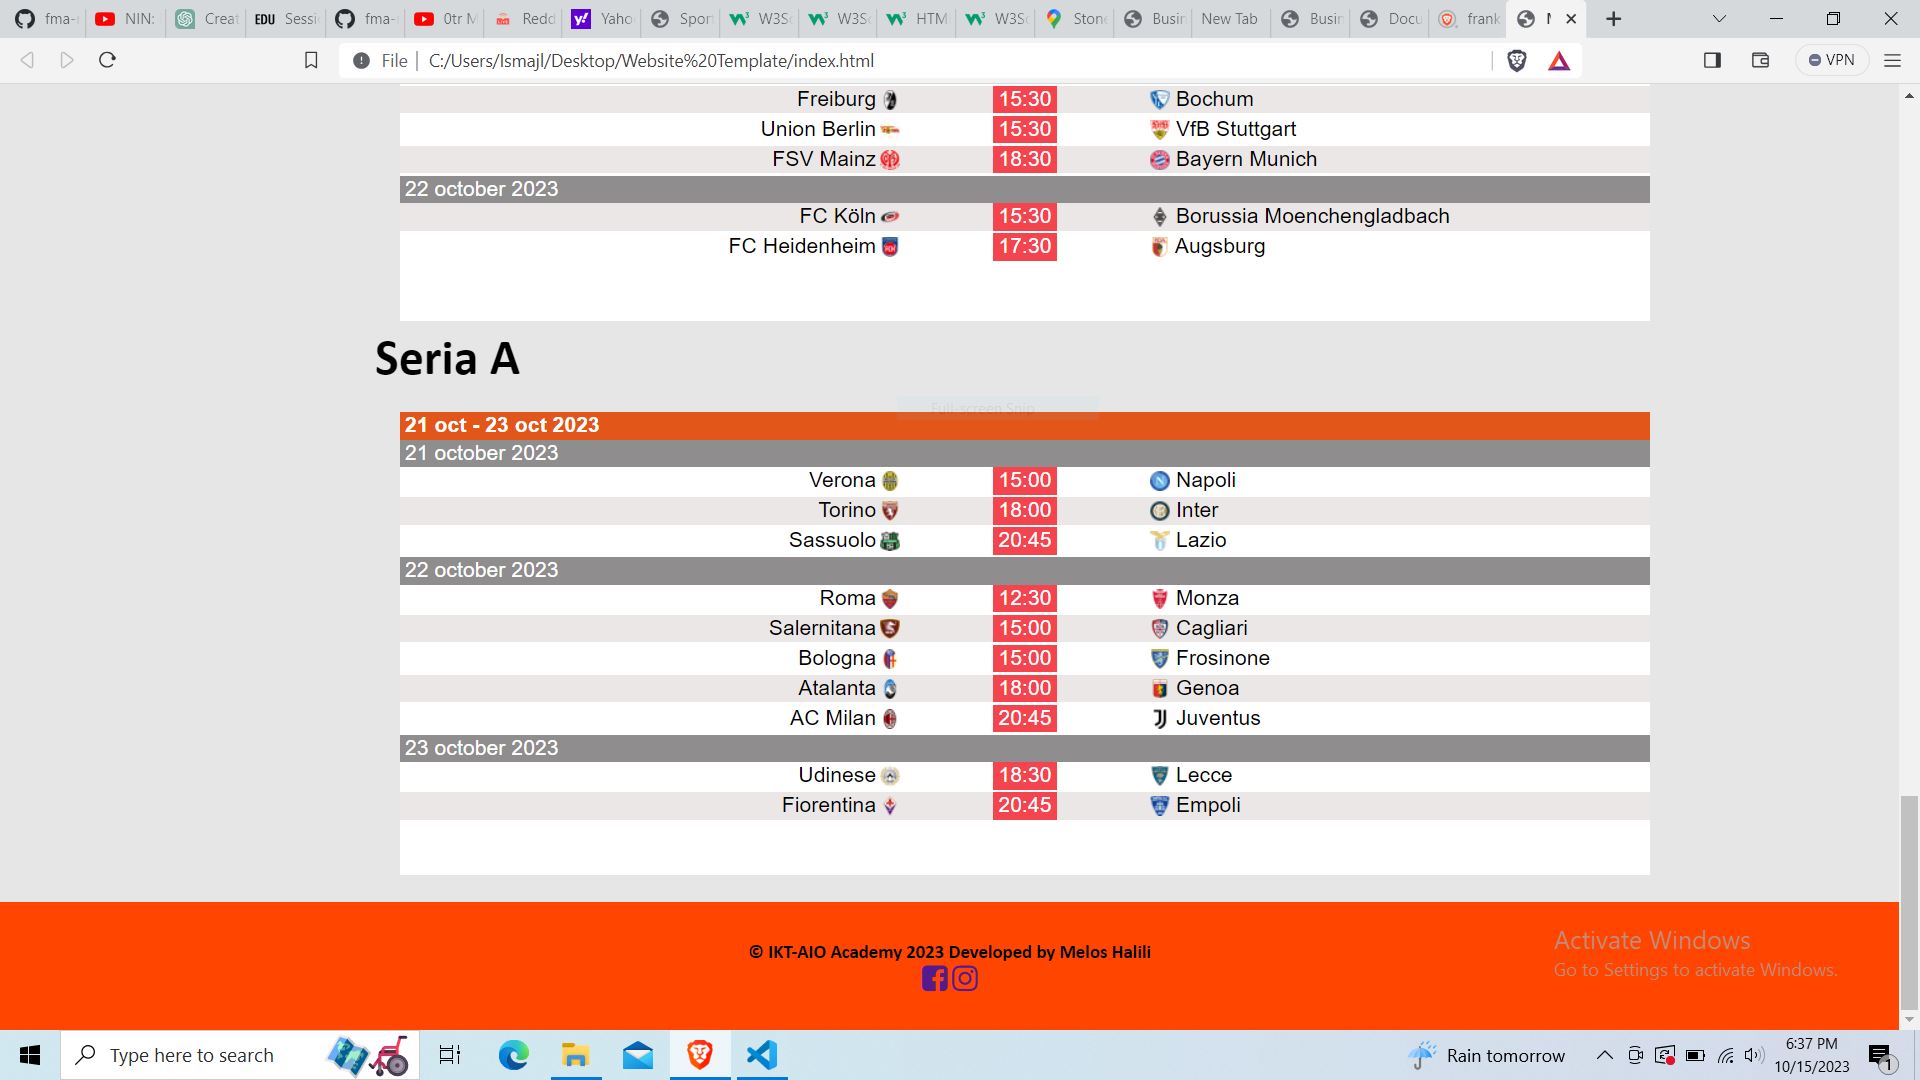 fma-
NIN:
Creat
EDU Sessi
fma-
0tr M
Redd
Yaho
Spor
W3S
W3S
HTM
W3S
Stone
Busin
New Tab
Busin
Docu
frank
File | C:/Users/Ismajl/Desktop/Website%20Template/index.html
VPN
Freiburg 15:30 Bochum
Union Berlin 15:30 VfB Stuttgart
FSV Mainz 18:30 Bayern Munich
22 october 2023
FC Köln 15:30 Borussia Moenchengladbach
FC Heidenheim 17:30 Augsburg
Seria A
Full-screen Snip
21 oct - 23 oct 2023
21 october 2023
Verona 15:00 Napoli
Torino 18:00 Inter
Sassuolo 20:45 Lazio
22 october 2023
Roma 12:30 Monza
Salernitana 15:00 Cagliari
Bologna 15:00 Frosinone
Atalanta 18:00 Genoa
AC Milan 20:45 Juventus
23 october 2023
Udinese 18:30 Lecce
Fiorentina 20:45 Empoli
© IKT-AIO Academy 2023 Developed by Melos Halili
Activate Windows
Go to Settings to activate Windows.
Type here to search
Rain tomorrow
6:37 PM
10/15/2023
1